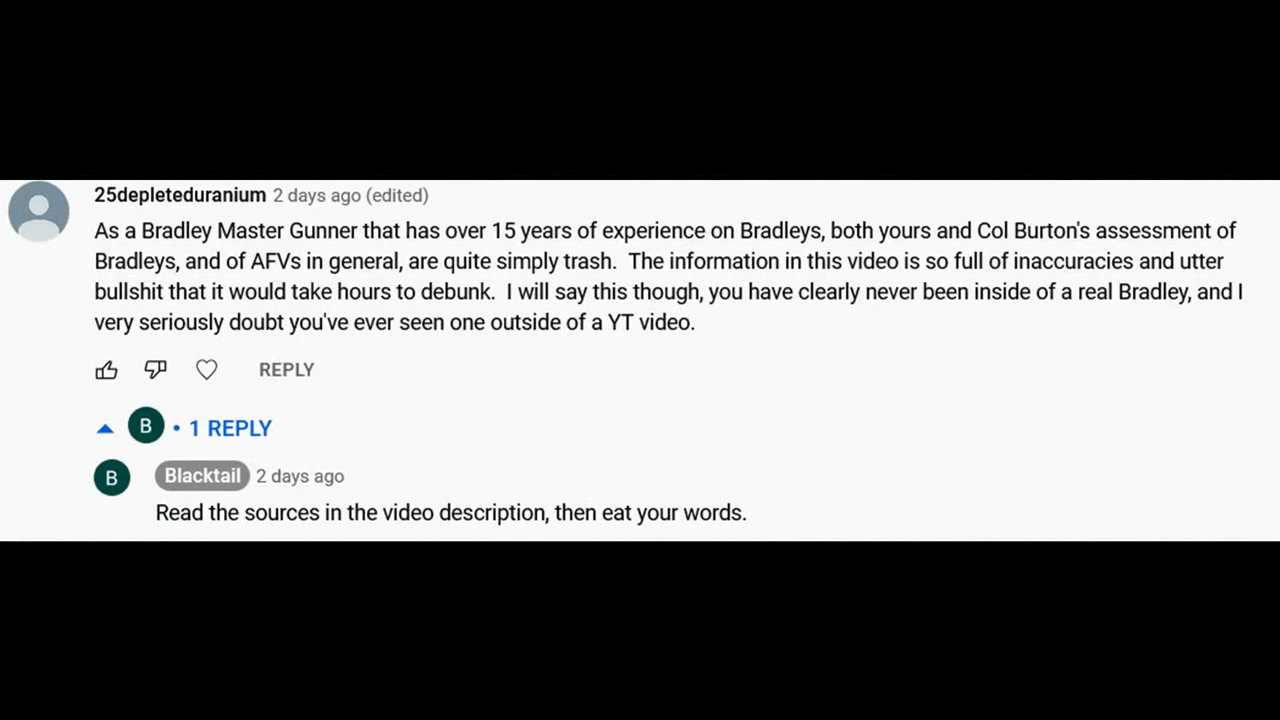 25depleteduranium 2 days ago (edited)
As a Bradley Master Gunner that has over 15 years of experience on Bradleys, both yours and Col Burton's assessment of
Bradleys, and of AFVs in general, are quite simply trash.  The information in this video is so full of inaccuracies and utter
bullshit that it would take hours to debunk.  I will say this though, you have clearly never been inside of a real Bradley, and I
very seriously doubt you've ever seen one outside of a YT video.
REPLY
B • 1 REPLY
B Blacktail 2 days ago
Read the sources in the video description, then eat your words.